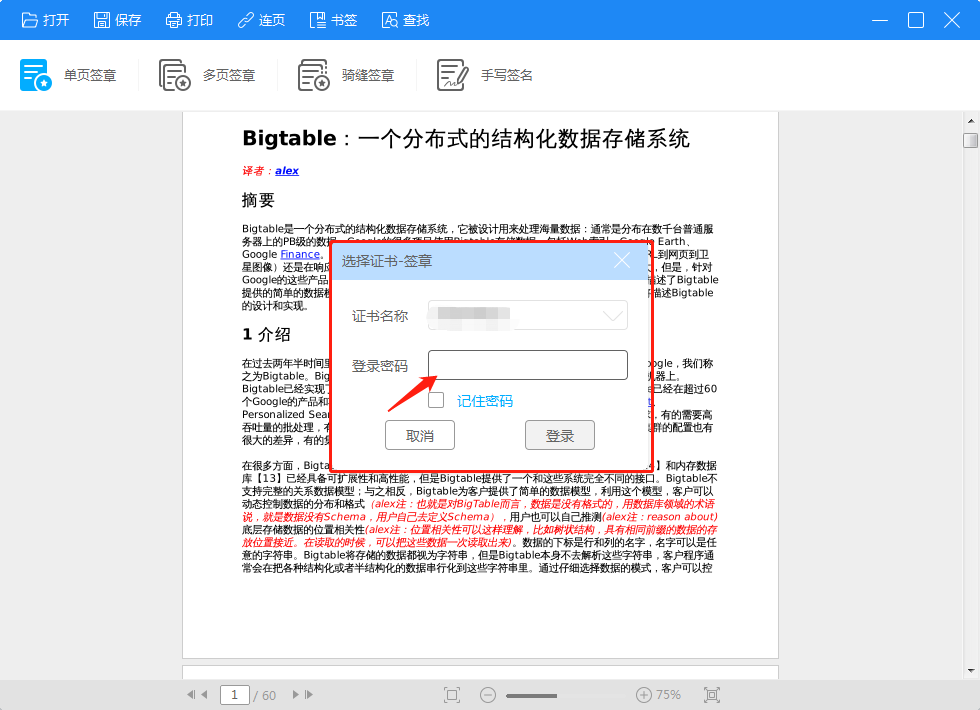 打开 保存 打印 连页 书签 查找
单页签章 多页签章 骑缝签章 手写签名
Bigtable：一个分布式的结构化数据存储系统
译者：alex
摘要
Bigtable是一个分布式的结构化数据存储系统，它被设计用来处理海量数据：通常是分布在数千台普通服
务器上的PB级的数据。Google的很多项目使用Bigtable存储数据，包括Web索引、Google Earth、
Google Finance。 RL到网页到卫
星图像）还是在响应 ，但是，针对
Google的这些产品 描述了Bigtable
提供的简单的数据模 描述Bigtable
的设计和实现。
选择证书-签章
证书名称
登录密码
记住密码
取消 登录
1 介绍
在过去两年半时间里 oogle，我们称
之为Bigtable。Big 机器上。
Bigtable已经实现了 已经在超过60
个Google的产品和
Personalized Sear ，有的需要高
吞吐量的批处理，有 集群的配置也有
很大的差异，有的集
在很多方面，Bigta 4】和内存数据
库【13】已经具备可扩展性和高性能，但是Bigtable提供了一个和这些系统完全不同的接口。Bigtable不
支持完整的关系数据模型；与之相反，Bigtable为客户提供了简单的数据模型，利用这个模型，客户可以
动态控制数据的分布和格式（alex注：也就是对BigTable而言，数据是没有格式的，用数据库领域的术语
说，就是数据没有Schema，用户自己去定义Schema），用户也可以自己推测(alex注：reason about)
底层存储数据的位置相关性(alex注：位置相关性可以这样理解，比如树状结构，具有相同前缀的数据的存
放位置接近。在读取的时候，可以把这些数据一次读取出来)。数据的下标是行和列的名字，名字可以是任
意的字符串。Bigtable将存储的数据都视为字符串，但是Bigtable本身不去解析这些字符串，客户程序通
常会在把各种结构化或者半结构化的数据串行化到这些字符串里。通过仔细选择数据的模式，客户可以控
1 / 60 75%